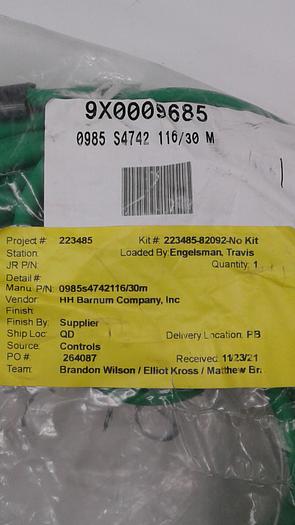 9X0009685
0985 S4742 116/30 M
Project #: 223485 Kit #: 223485-82092-No Kit
Station: Loaded By: Engelsman, Travis
JR P/N: Quantity: 1
Detail #:
Manu. P/N: 0985s4742116/30m
Vendor: HH Barnum Company, Inc
Finish:
Finish By: Supplier
Ship Loc: QD Delivery Location: PB
Source: Controls
PO #: 264087 Received: 11/23/21
Team: Brandon Wilson / Elliot Kross / Matthew Br.